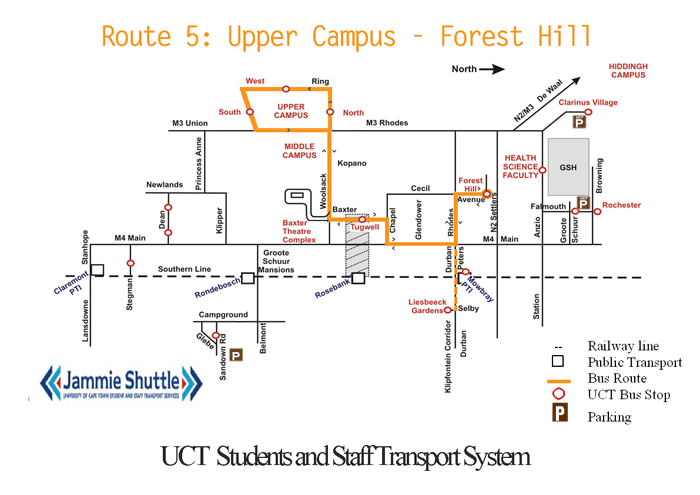 Route 5: Upper Campus - Forest Hill
North
HIDDINGH
CAMPUS
West
Ring
N2/M3 De Waal
Clarinus Village
P
South
UPPER
CAMPUS
North
M3 Union
M3 Rhodes
Princess Anne
MIDDLE
CAMPUS
Kopano
HEALTH
SCIENCE
FACULTY
GSH
Browning
Newlands
Woolsack
Cecil
Forest
Hill
Avenue
Dean
Klipper
Baxter
Tugwell
Chapel
Glendower
Rhodes
N2 Settlers
Falmouth
P
Rochester
Anzio
Groote
Schuur
Baxter
Theatre
Complex
Stanhope
M4 Main
M4 Main
Groote
Schuur
Mansions
Durban
Peters
Claremont
PTI
Southern Line
Stegman
Rondebosch
Rosebank
Mowbray
PTI
Lansdowne
Station
Liesbeeck
Gardens
Selby
Campground
Glebe
Sandown Rd
P
Belmont
Klipfontein Corridor
Durban
Jammie Shuttle
UNIVERSITY OF CAPE TOWN STUDENT AND STAFF TRANSPORT SERVICES
Railway line
Public Transport
Bus Route
UCT Bus Stop
P
Parking
UCT Students and Staff Transport System